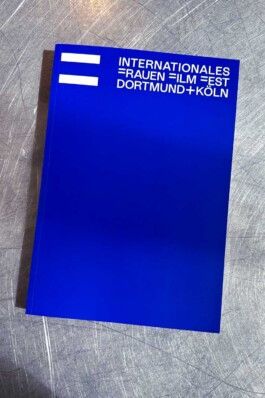 INTERNATIONALES
=RAUEN =ILM =EST
DORTMUND+KÖLN